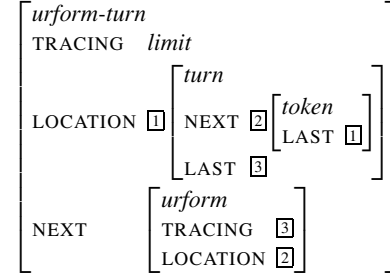 urform-turn
TRACING limit
turn
LOCATION 1 NEXT 2 token
LAST 1
LAST 3
urform
NEXT TRACING 3
LOCATION 2